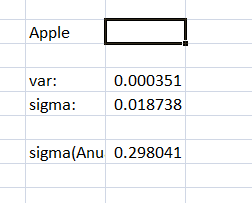 Apple
var: 0.000351
sigma: 0.018738
sigma(Anu 0.298041